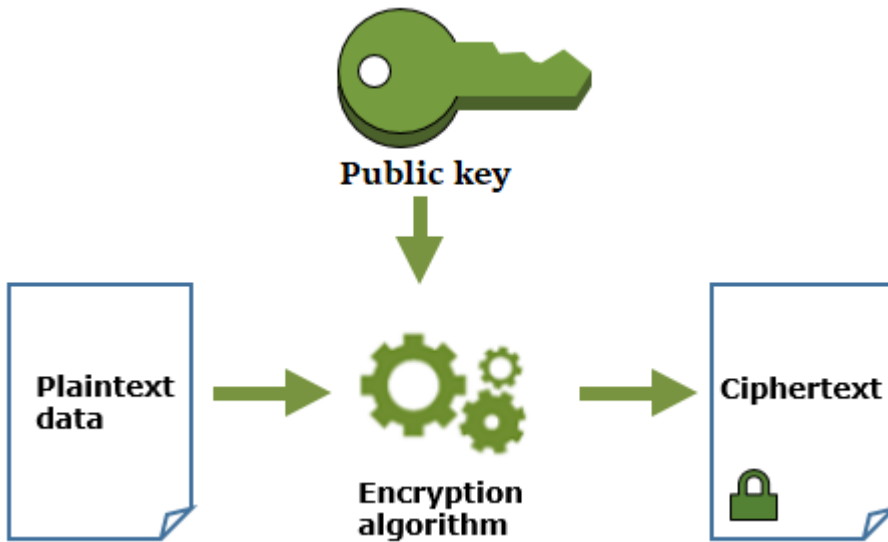 Public key
Plaintext
data
Ciphertext
Encryption
algorithm